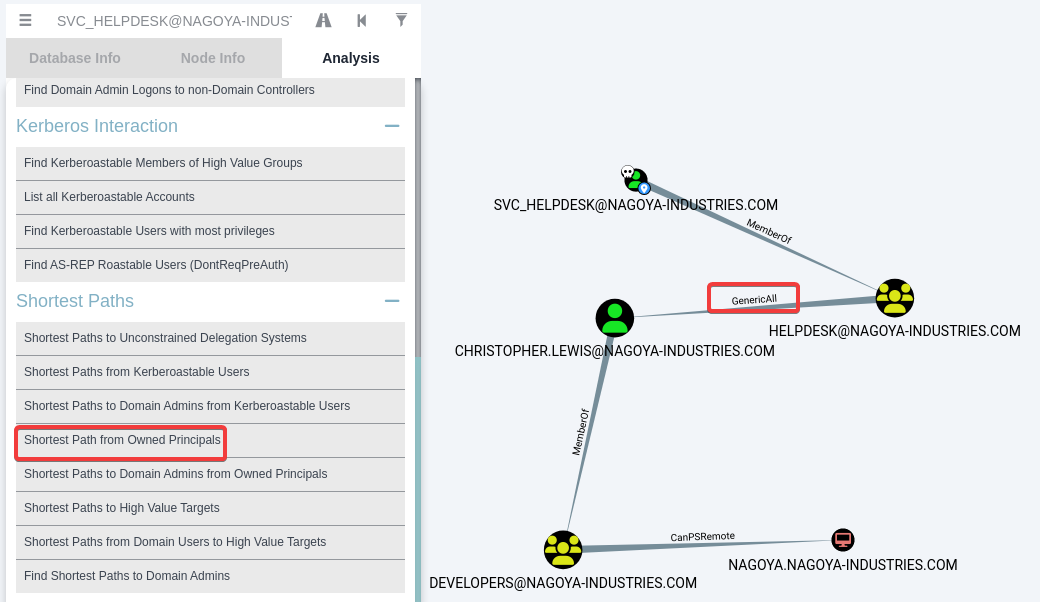 SVC_HELPDESK@NAGOYA-INDUST
Database Info
Node Info
Analysis
Find Domain Admin Logons to non-Domain Controllers
Kerberos Interaction
Find Kerberoastable Members of High Value Groups
List all Kerberoastable Accounts
Find Kerberoastable Users with most privileges
Find AS-REP Roastable Users (DontReqPreAuth)
Shortest Paths
Shortest Paths to Unconstrained Delegation Systems
Shortest Paths from Kerberoastable Users
Shortest Paths to Domain Admins from Kerberoastable Users
Shortest Path from Owned Principals
Shortest Paths to Domain Admins from Owned Principals
Shortest Paths to High Value Targets
Shortest Paths from Domain Users to High Value Targets
Find Shortest Paths to Domain Admins
SVC_HELPDESK@NAGOYA-INDUSTRIES.COM
MemberOf
GenericAll
HELPDESK@NAGOYA-INDUSTRIES.COM
CHRISTOPHER.LEWIS@NAGOYA-INDUSTRIES.COM
MemberOf
CanPSRemote
NAGOYA.NAGOYA-INDUSTRIES.COM
DEVELOPERS@NAGOYA-INDUSTRIES.COM